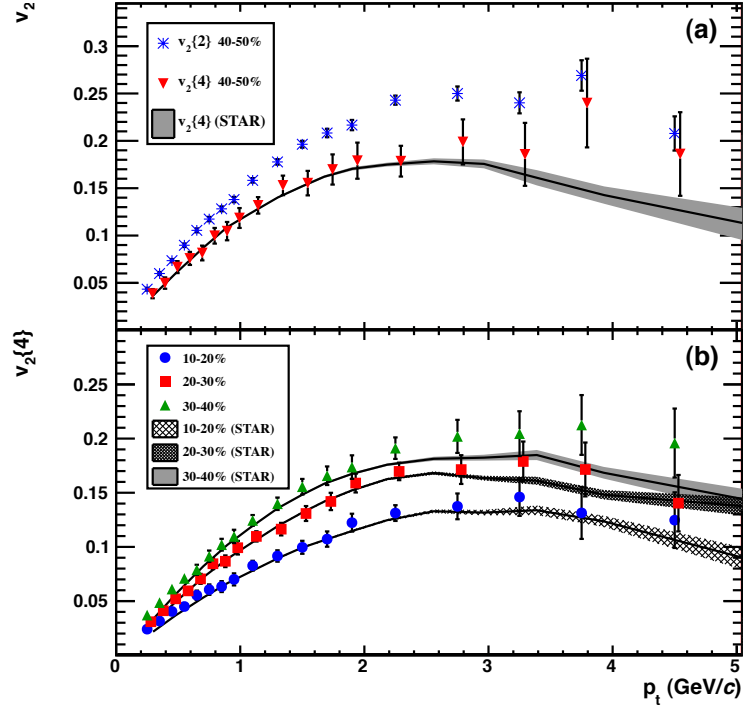 v2
(a)
v2{2} 40-50%
v2{4} 40-50%
v2{4} (STAR)
0.3
0.25
0.2
0.15
0.1
0.05
v2{4}
(b)
10-20%
20-30%
30-40%
10-20% (STAR)
20-30% (STAR)
30-40% (STAR)
0.25
0.2
0.15
0.1
0.05
0 1 2 3 4 5
pt (GeV/c)